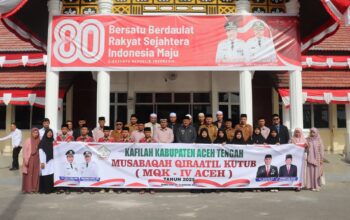 80
Bersatu Berdaulat
Rakyat Sejahtera
Indonesia Maju
KAFILAH KABUPATEN ACEH TENGAH
MUSABAQAH QIRAATIL KUTUB
( MQK - IV ACEH )
TAHUN 2025